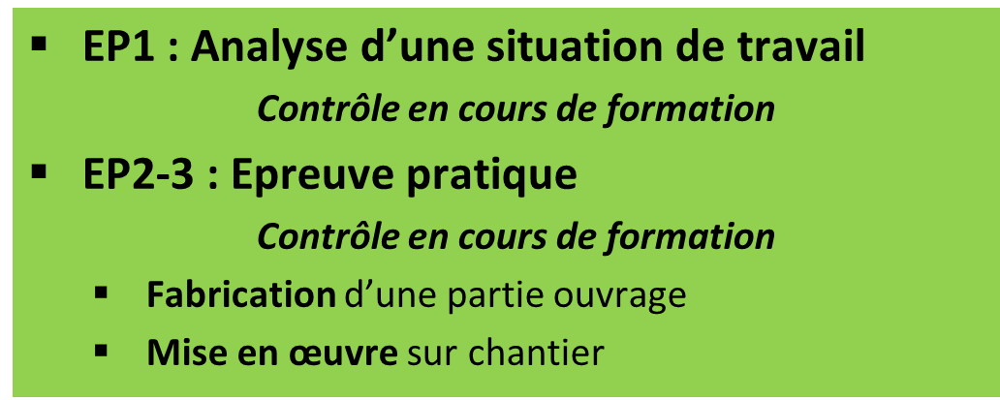 ▪ EP1 : Analyse d’une situation de travail
Contrôle en cours de formation
▪ EP2-3 : Epreuve pratique
Contrôle en cours de formation
▪ Fabrication d’une partie ouvrage
▪ Mise en œuvre sur chantier